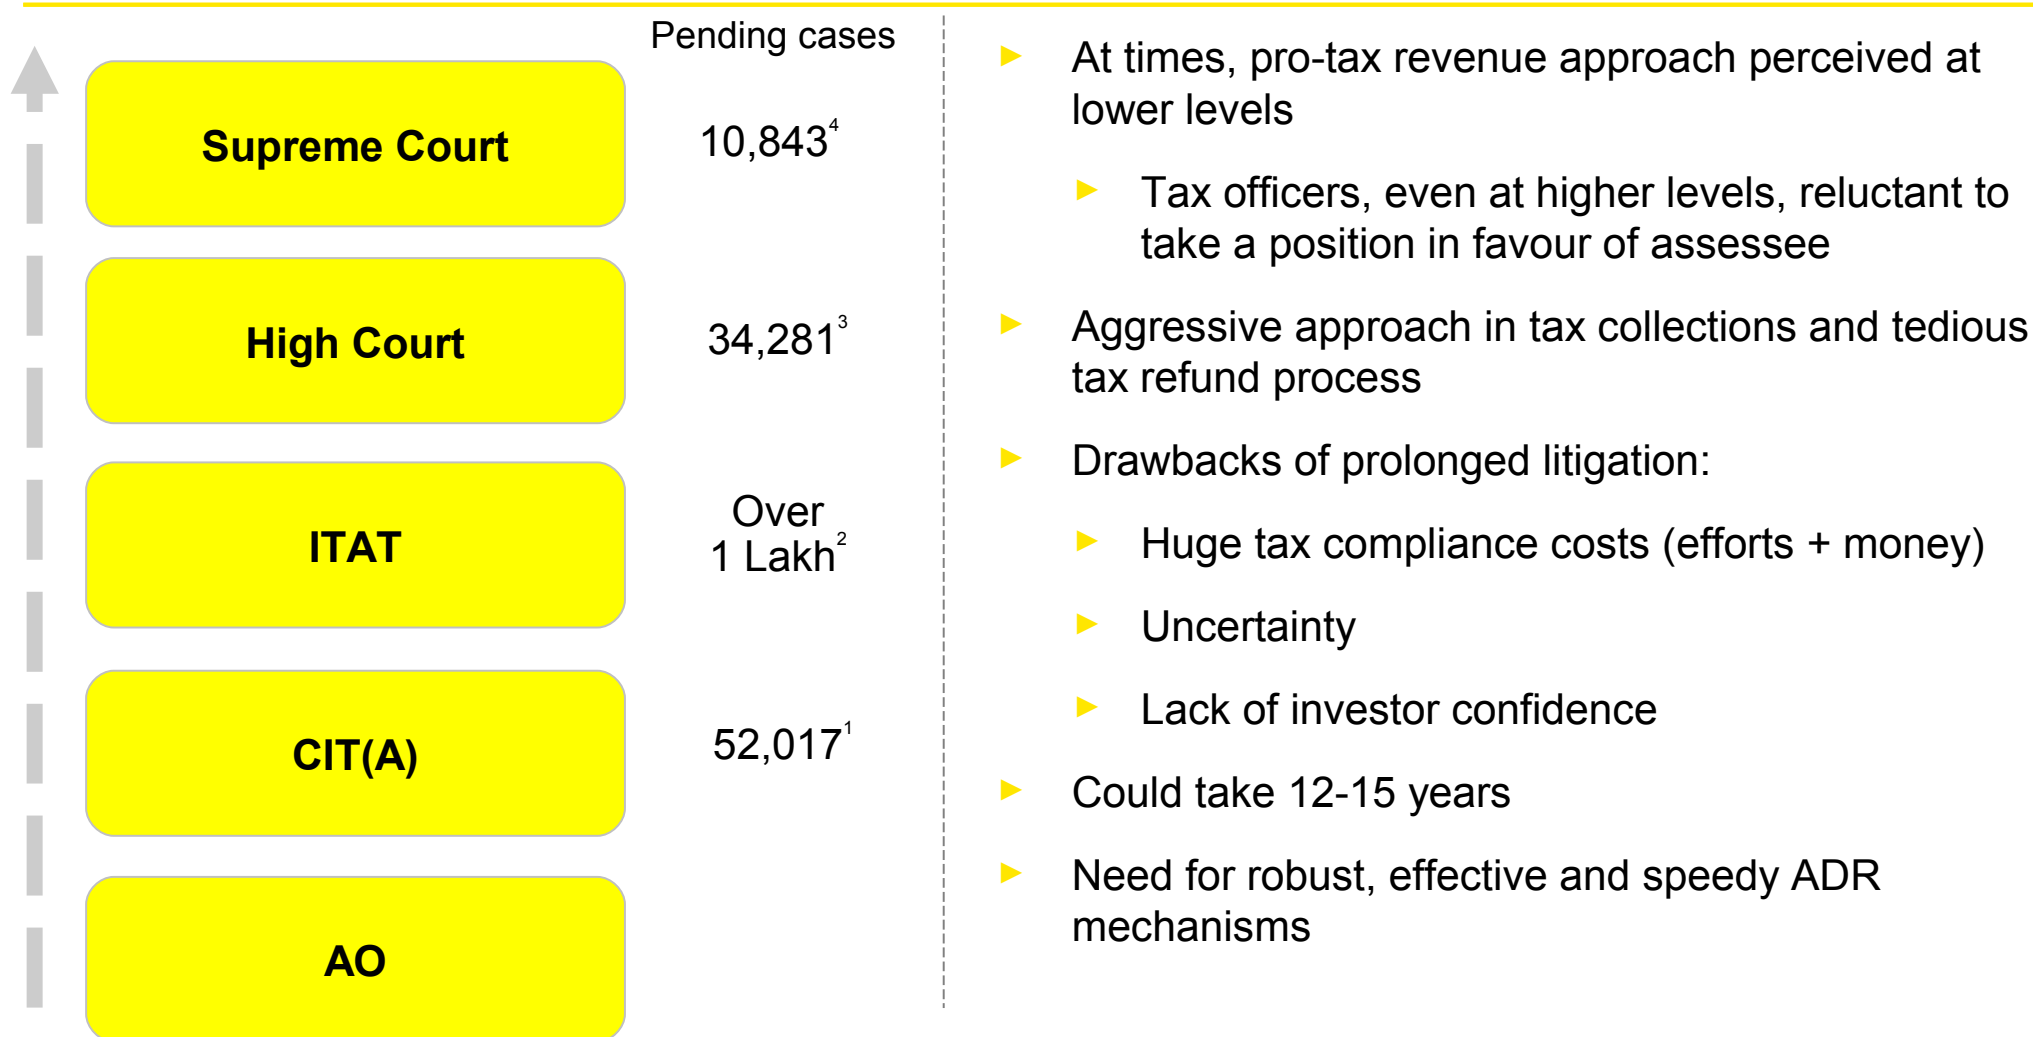 Pending cases
Supreme Court
10,843⁴
High Court
34,281³
ITAT
Over
1 Lakh²
CIT(A)
52,017¹
AO
► At times, pro-tax revenue approach perceived at
lower levels
► Tax officers, even at higher levels, reluctant to
take a position in favour of assessee
► Aggressive approach in tax collections and tedious
tax refund process
► Drawbacks of prolonged litigation:
► Huge tax compliance costs (efforts + money)
► Uncertainty
► Lack of investor confidence
► Could take 12-15 years
► Need for robust, effective and speedy ADR
mechanisms